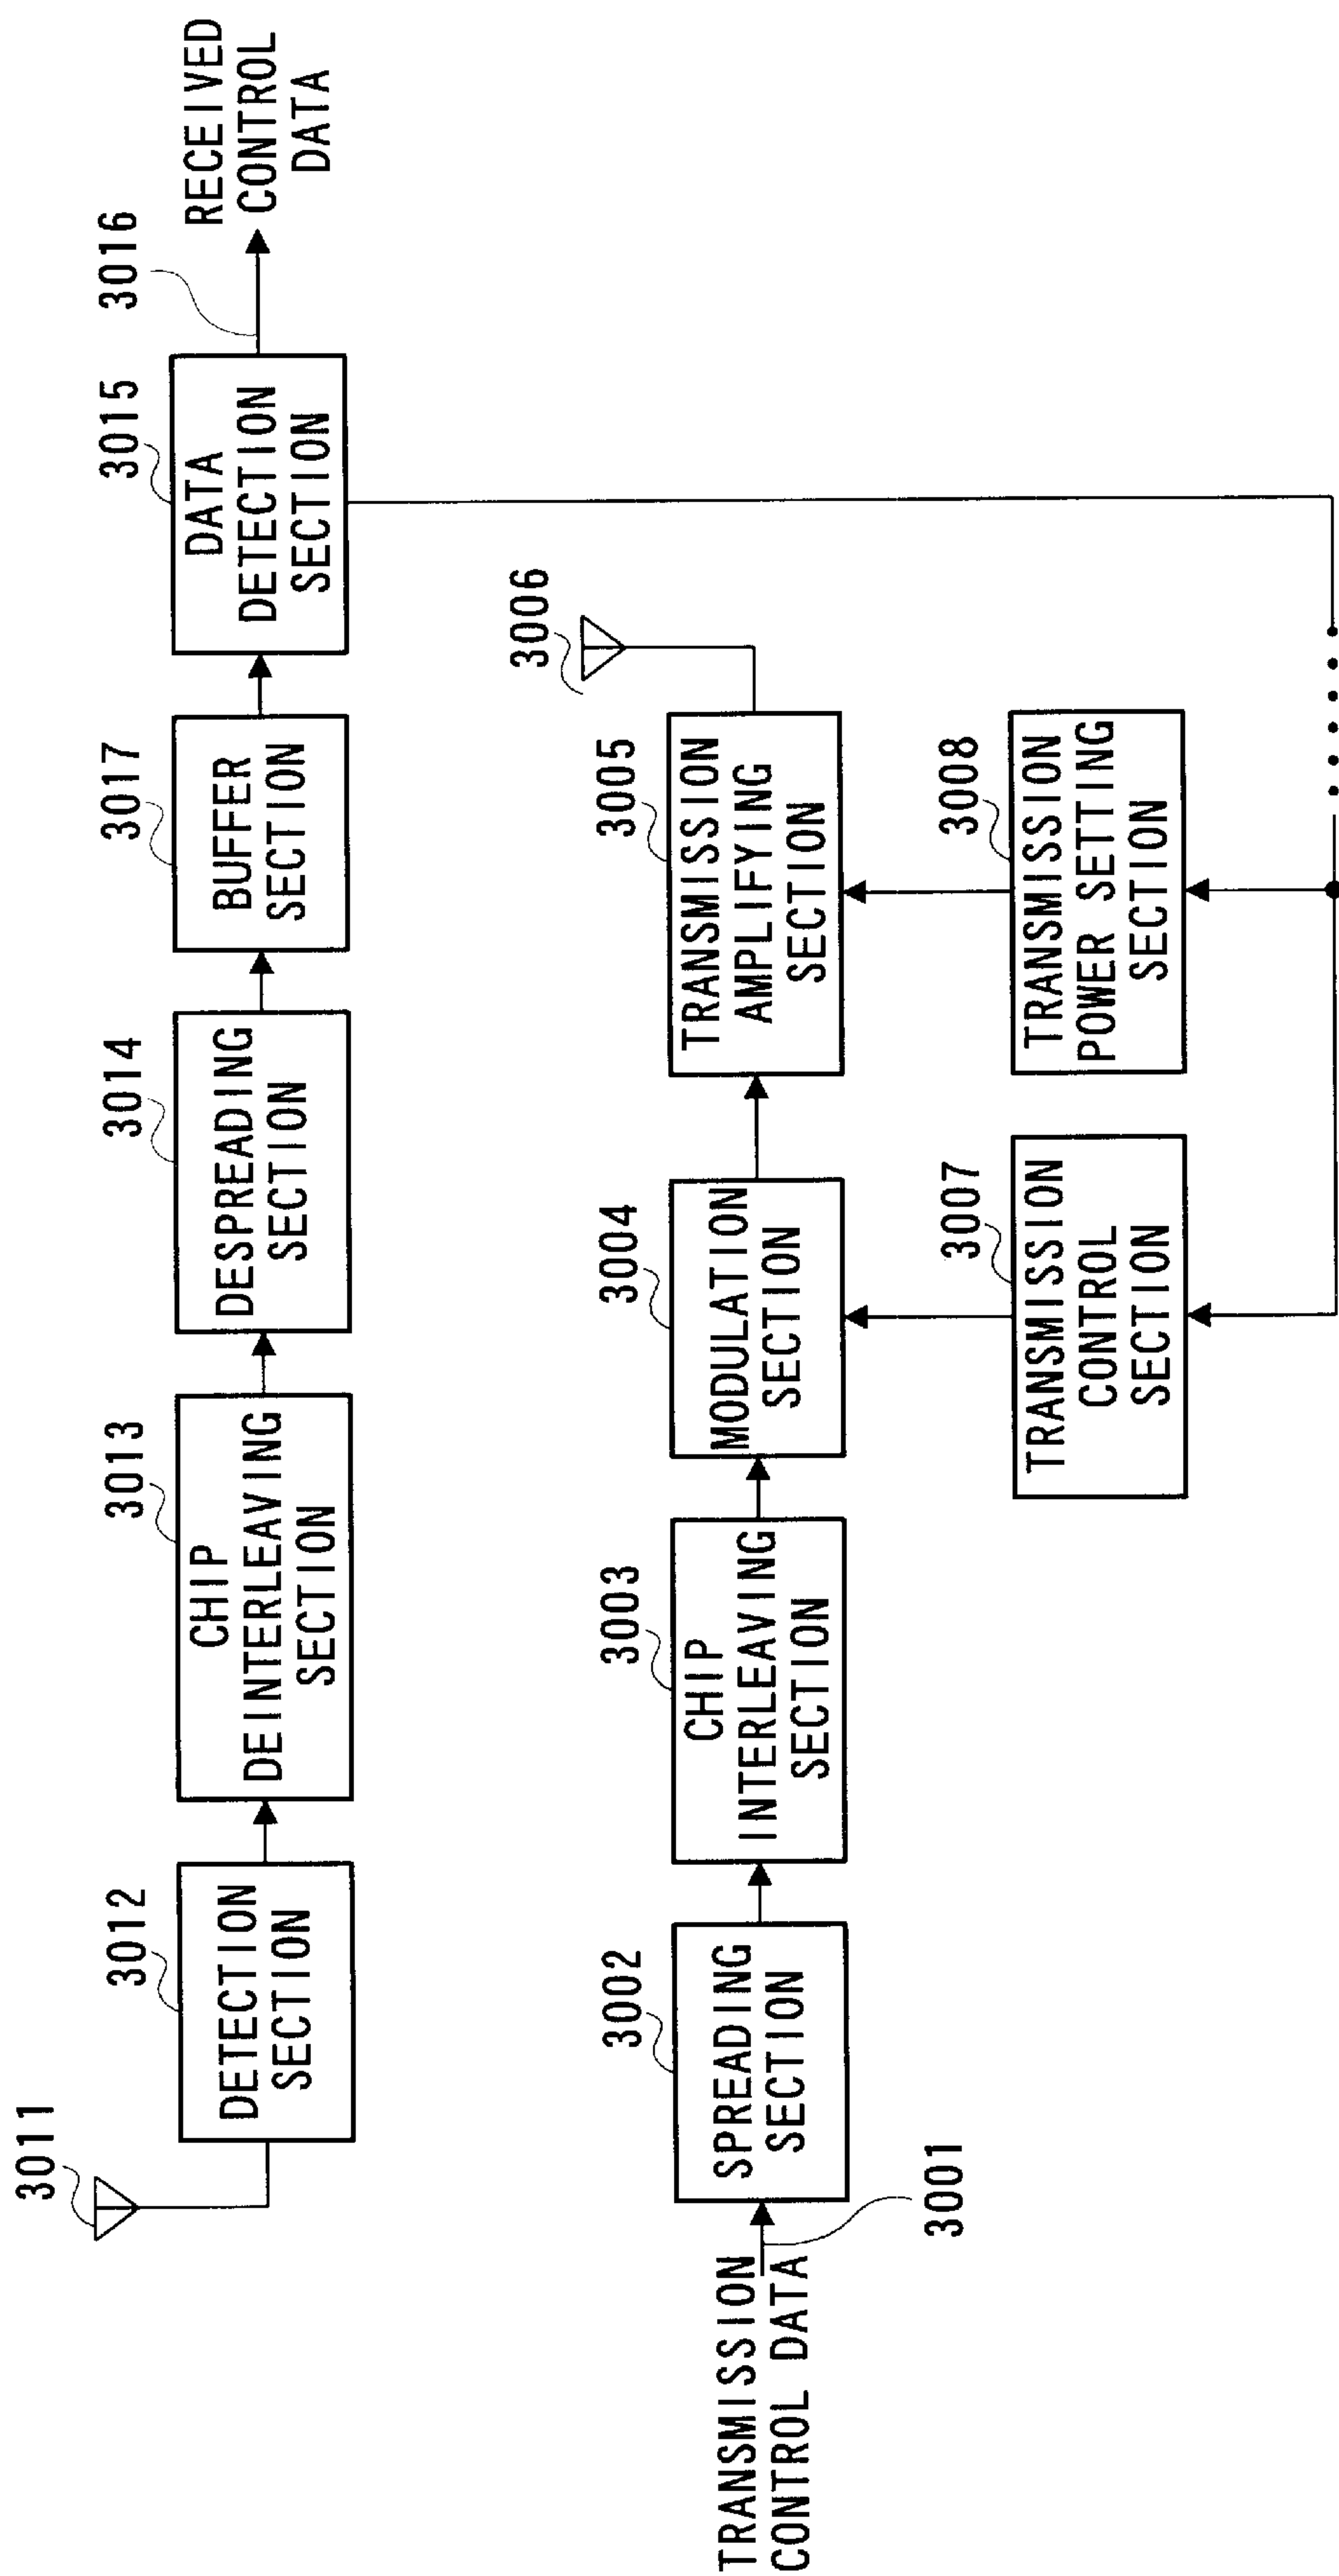 3011
3012
DETECTION
SECTION
3013
CHIP
DEINTERLEAVING
SECTION
3014
DESPREADING
SECTION
3017
BUFFER
SECTION
3015
DATA
DETECTION
SECTION
3016
RECEIVED
CONTROL
DATA
TRANSMISSION
CONTROL DATA
3001
3002
SPREADING
SECTION
3003
CHIP
INTERLEAVING
SECTION
3004
MODULATION
SECTION
3005
TRANSMISSION
AMPLIFYING
SECTION
3006
3007
TRANSMISSION
CONTROL
SECTION
3008
TRANSMISSION
POWER SETTING
SECTION